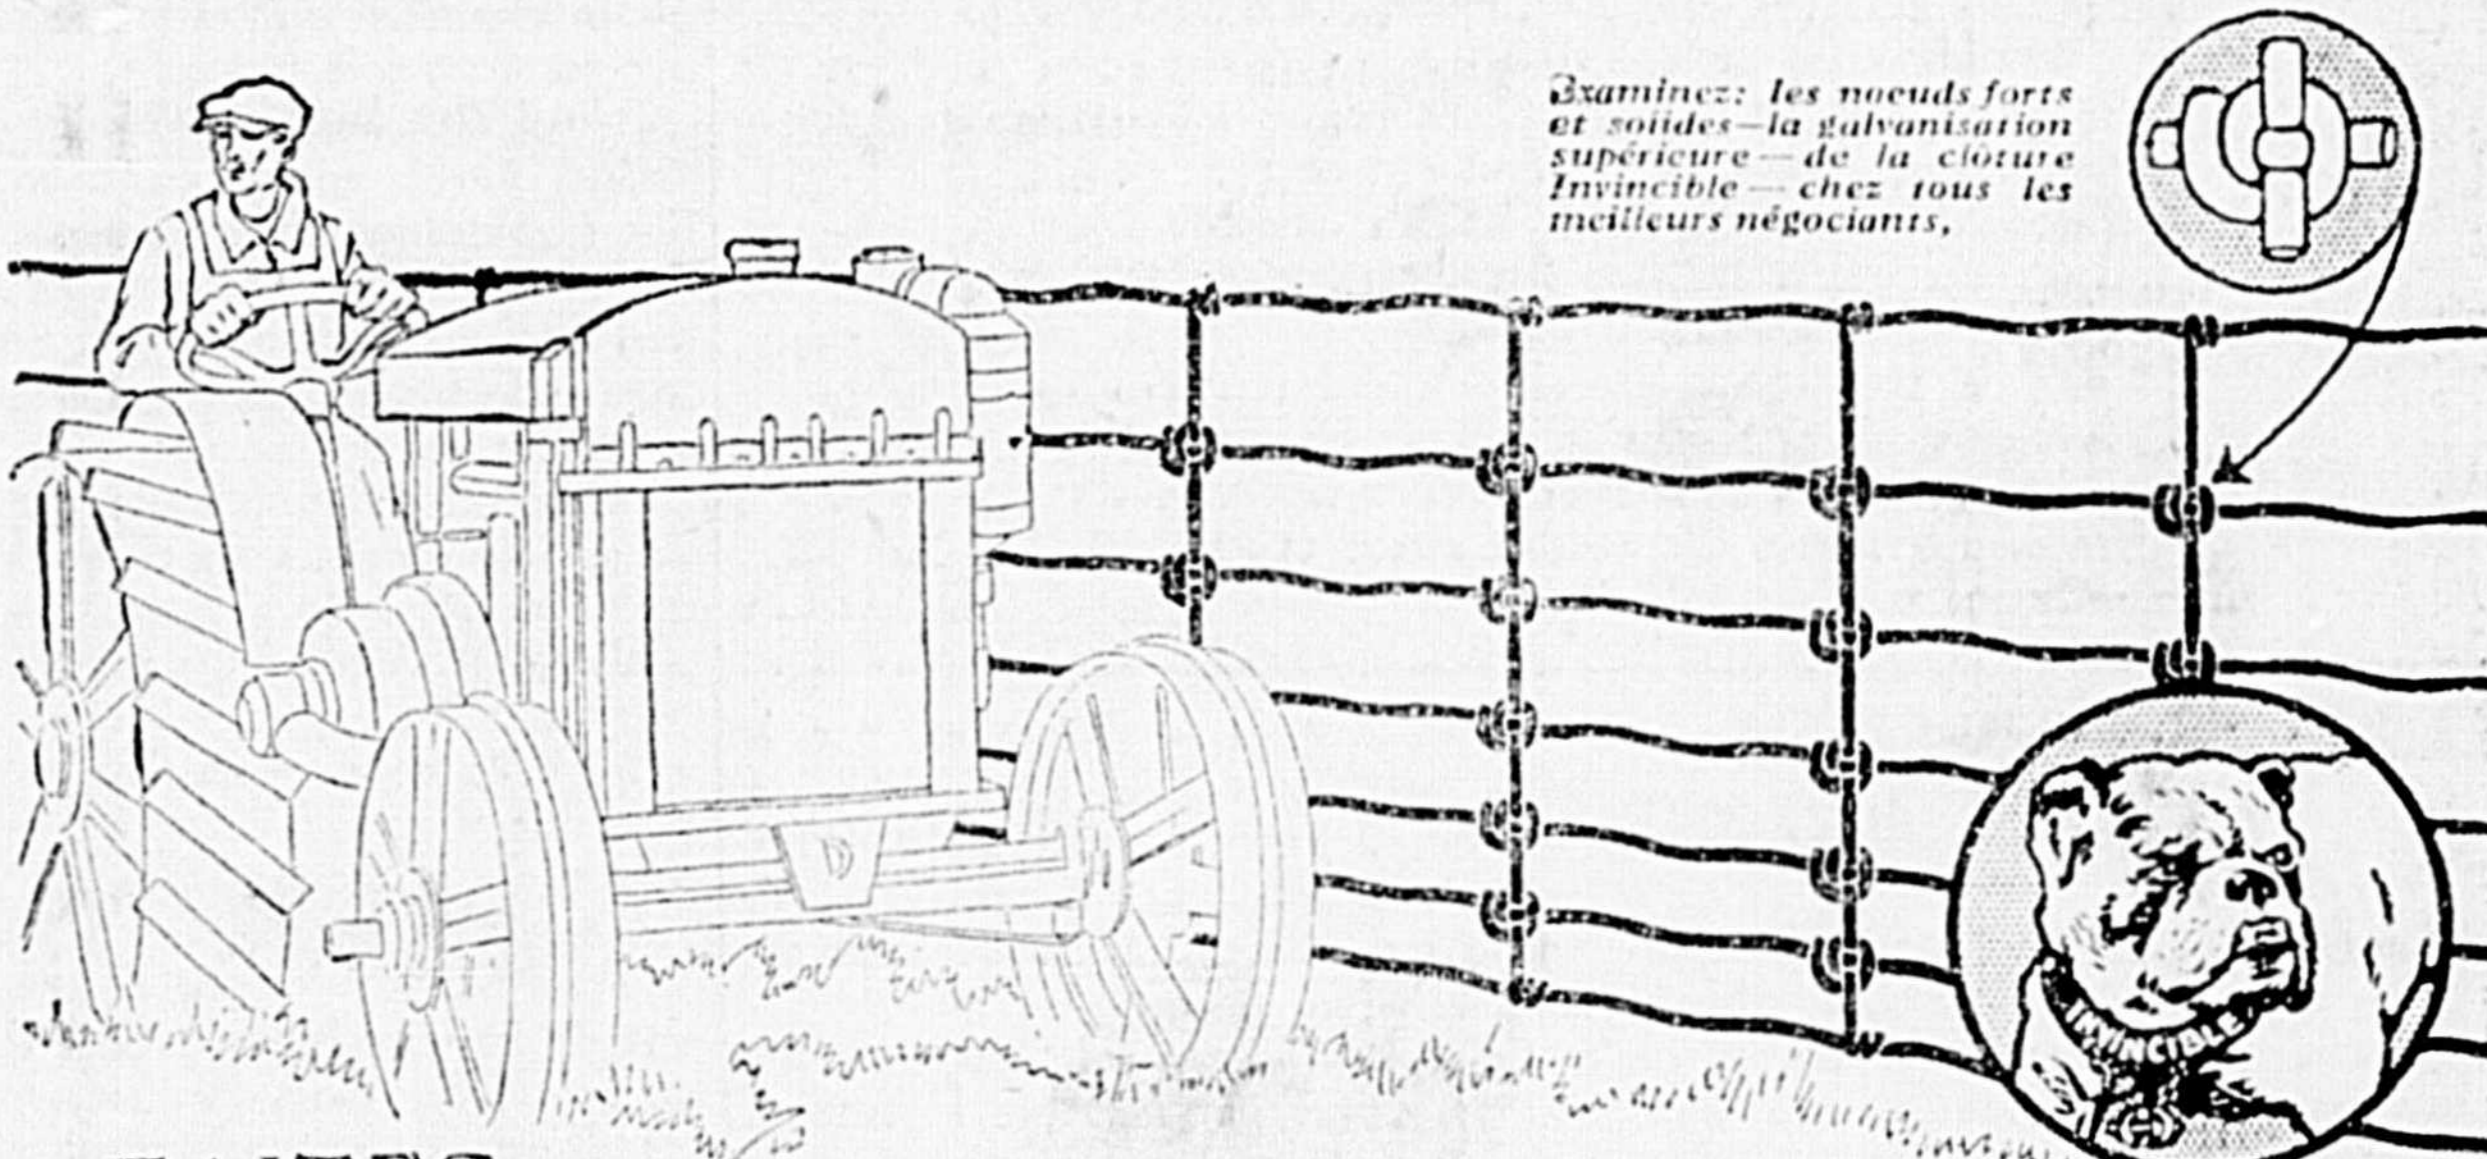 Examinez: les noeuds forts
et solides—la galvanisation
supérieure — de la clôture
Invincible — chez tous les
meilleurs négociants,
D
INVINCIBLE